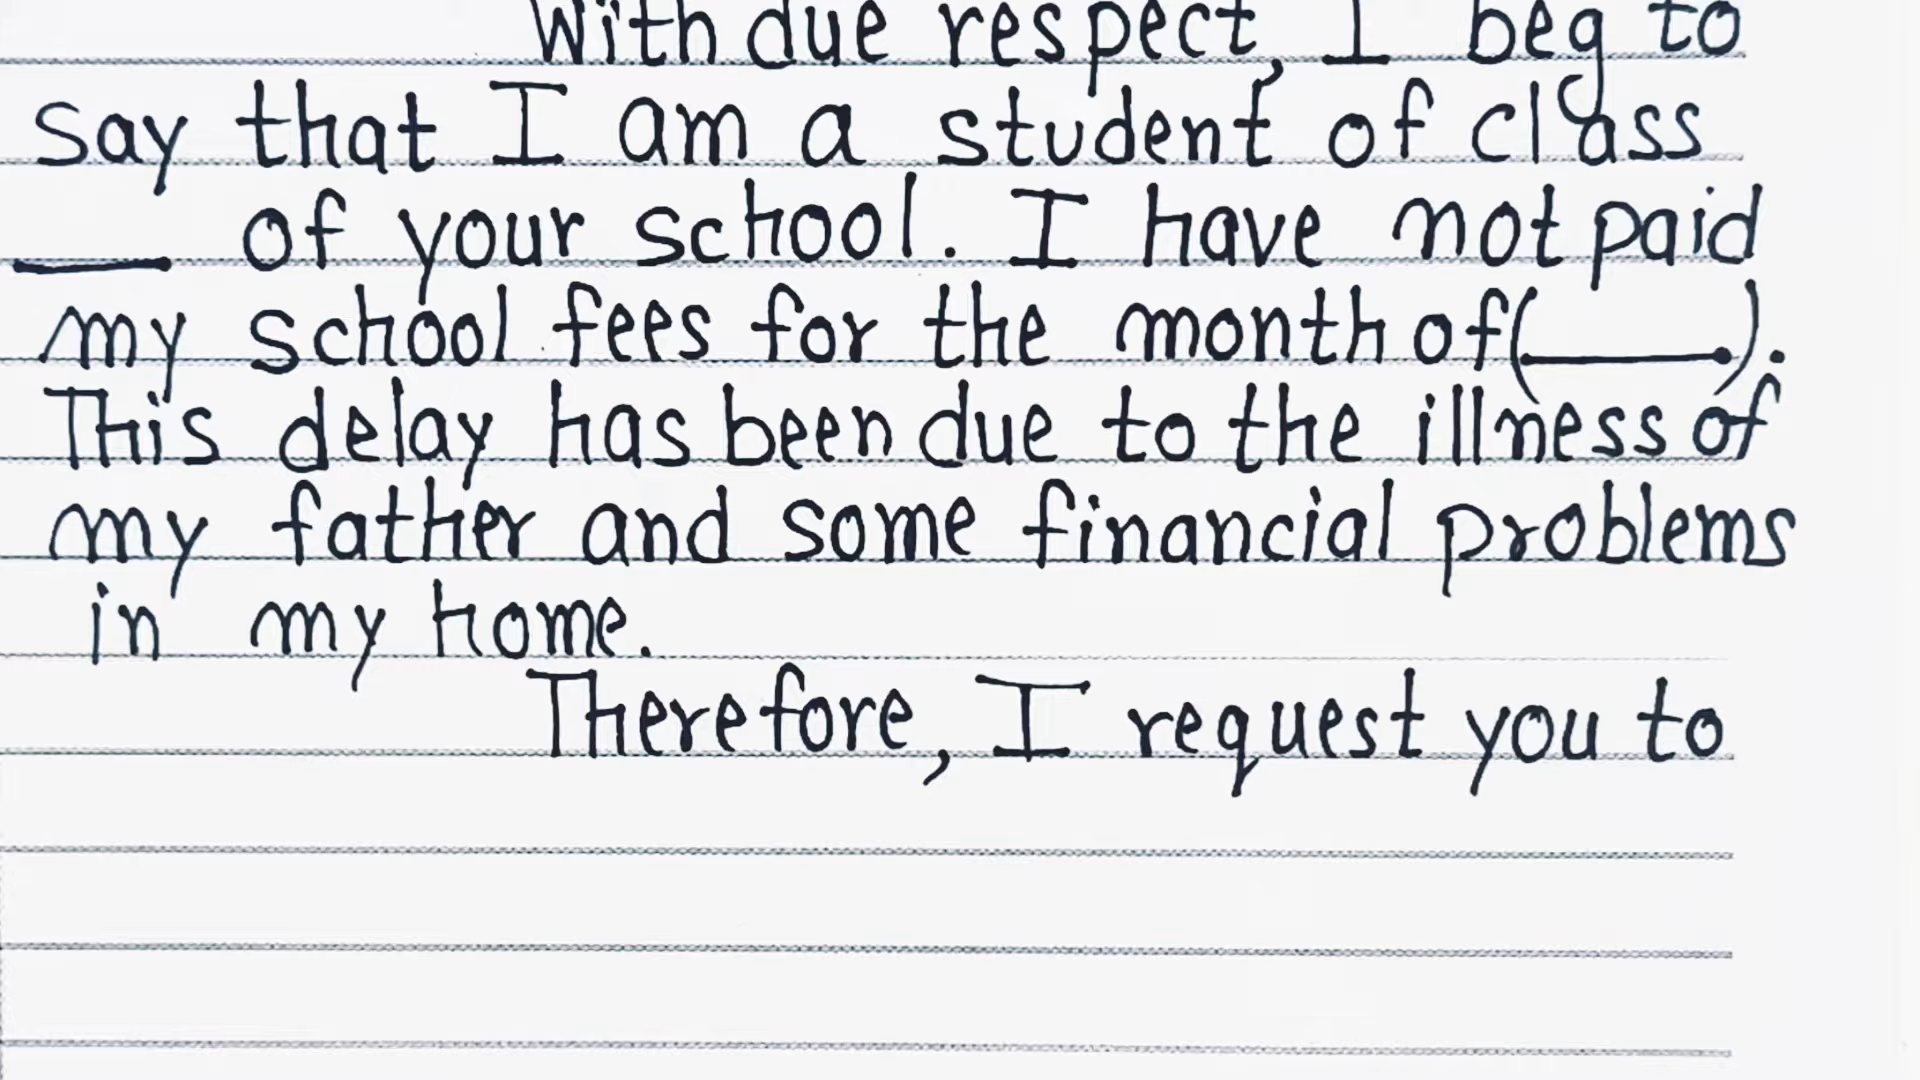 With due respect, I beg to
say that I am a student of class
___ of your school. I have not paid
my school fees for the month of(_____).
This delay has been due to the illness of
my father and some financial problems
in my home.
Therefore, I request you to